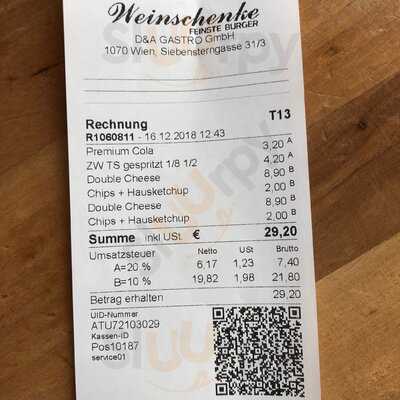 Weinschenke
FEINSTE BURGER
D&A GASTRO GmbH
1070 Wien, Siebensterngasse 31/3
Rechnung T13
R1060811 - 16.12.2018 12:43
Premium Cola 3,20 A
ZW TS gespritzt 1/8 1/2 4,20 A
Double Cheese 8,90 B
Chips + Hausketchup 2,00 B
Double Cheese 8,90 B
Chips + Hausketchup 2,00 B
Summe inkl USt. € 29,20
Umsatzsteuer Netto USt Brutto
A=20 % 6,17 1,23 7,40
B=10 % 19,82 1,98 21,80
Betrag erhalten 29,20
UID-Nummer
ATU72103029
Kassen-ID
Pos10187
service01
sluurpy